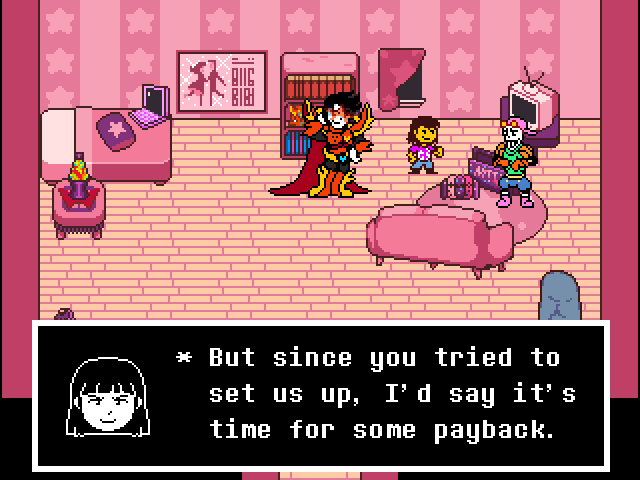 * But since you tried to
set us up, I'd say it's
time for some payback.